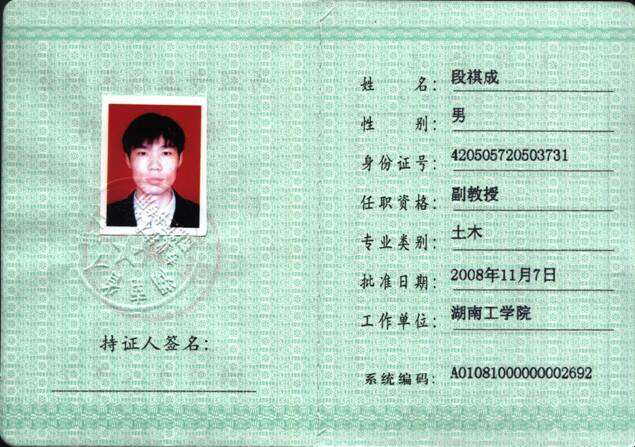 持证人签名：
姓 名： 段祺成
性 别： 男
身份证号： 420505720503731
任职资格： 副教授
专业类别： 土木
批准日期： 2008年11月7日
工作单位： 湖南工学院
系统编码： A01081000000002692